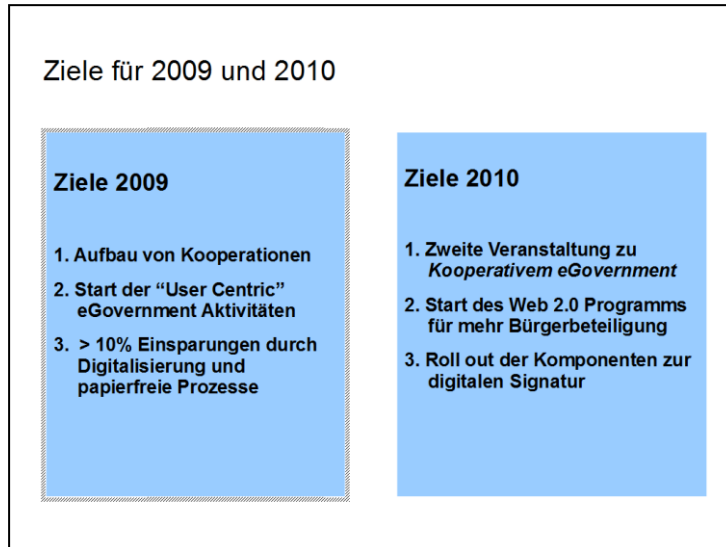 Ziele für 2009 und 2010
Ziele 2009
1. Aufbau von Kooperationen
2. Start der “User Centric”
eGovernment Aktivitäten
3. > 10% Einsparungen durch
Digitalisierung und
papierfreie Prozesse
Ziele 2010
1. Zweite Veranstaltung zu
Kooperativem eGovernment
2. Start des Web 2.0 Programms
für mehr Bürgerbeteiligung
3. Roll out der Komponenten zur
digitalen Signatur